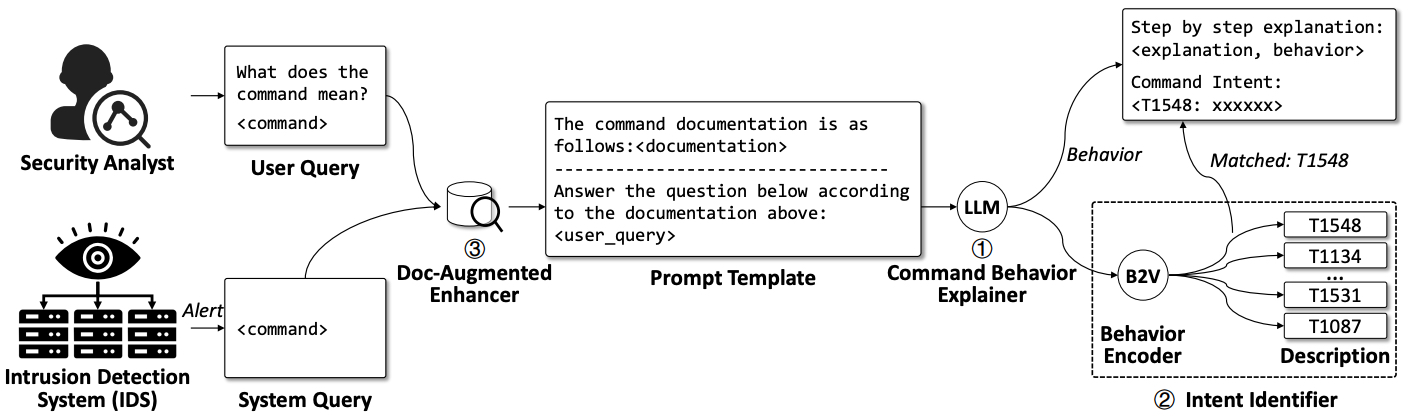 What does the
command mean?
<command>
Security Analyst
User Query
Alert
<command>
Intrusion Detection
System (IDS)
System Query
③
Doc-Augmented
Enhancer
The command documentation is as
follows:<documentation>
---------------------------------
Answer the question below according
to the documentation above:
<user_query>
Prompt Template
LLM
①
Command Behavior
Explainer
Behavior
Step by step explanation:
<explanation, behavior>
Command Intent:
<T1548: xxxxxx>
Matched: T1548
B2V
Behavior
Encoder
T1548
T1134
...
T1531
T1087
Description
② Intent Identifier